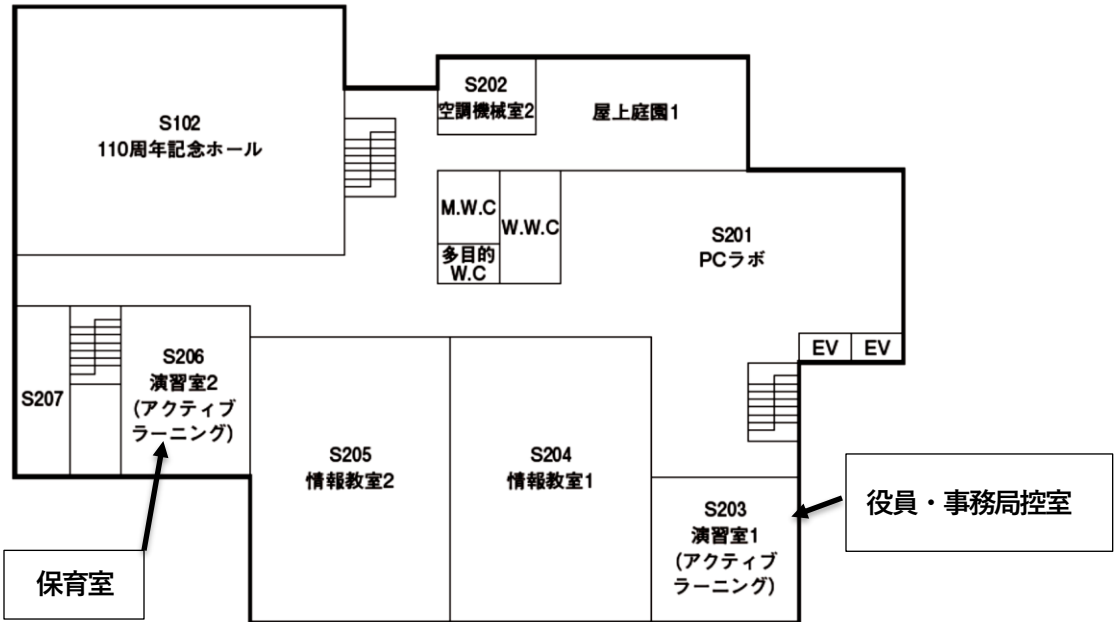 S102
110周年記念ホール
S202
空調機械室2
屋上庭園1
M.W.C
多目的
W.C
W.W.C
S201
PCラボ
EV
EV
S207
S206
演習室2
(アクティブ
ラーニング)
S205
情報教室2
S204
情報教室1
S203
演習室1
(アクティブ
ラーニング)
役員・事務局控室
保育室